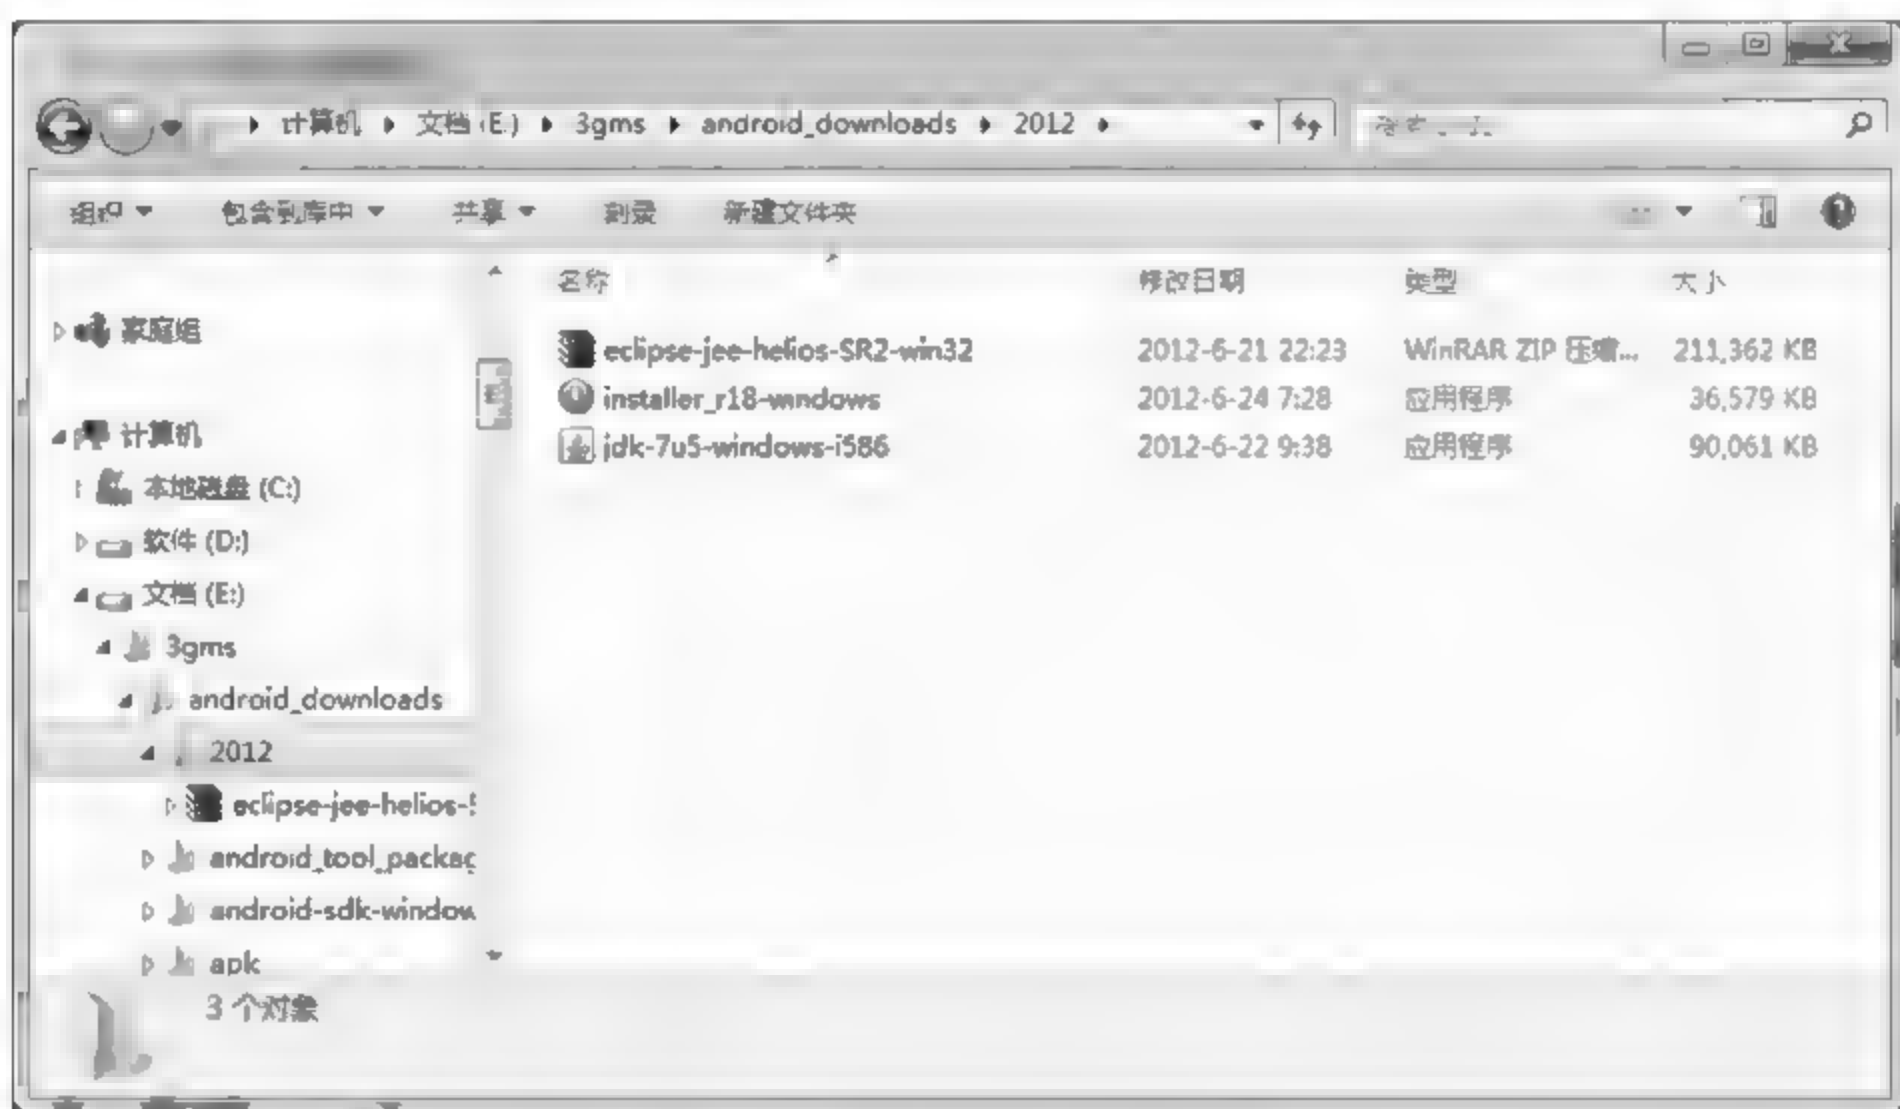 计算机 文档 (E:) 3gms android_downloads 2012
组织 包含到库中 共享 刻录 新建文件夹
名称 修改日期 类型 大小
eclipse-jee-helios-SR2-win32 2012-6-21 22:23 WinRAR ZIP 压缩... 211,362 KB
installer_r18-windows 2012-6-24 7:28 应用程序 36,579 KB
jdk-7u5-windows-i586 2012-6-22 9:38 应用程序 90,061 KB
家庭组
计算机
本地磁盘 (C:)
软件 (D:)
文档 (E:)
3gms
android_downloads
2012
eclipse-jee-helios-S
android_tool_packag
android-sdk-window
apk
3 个对象